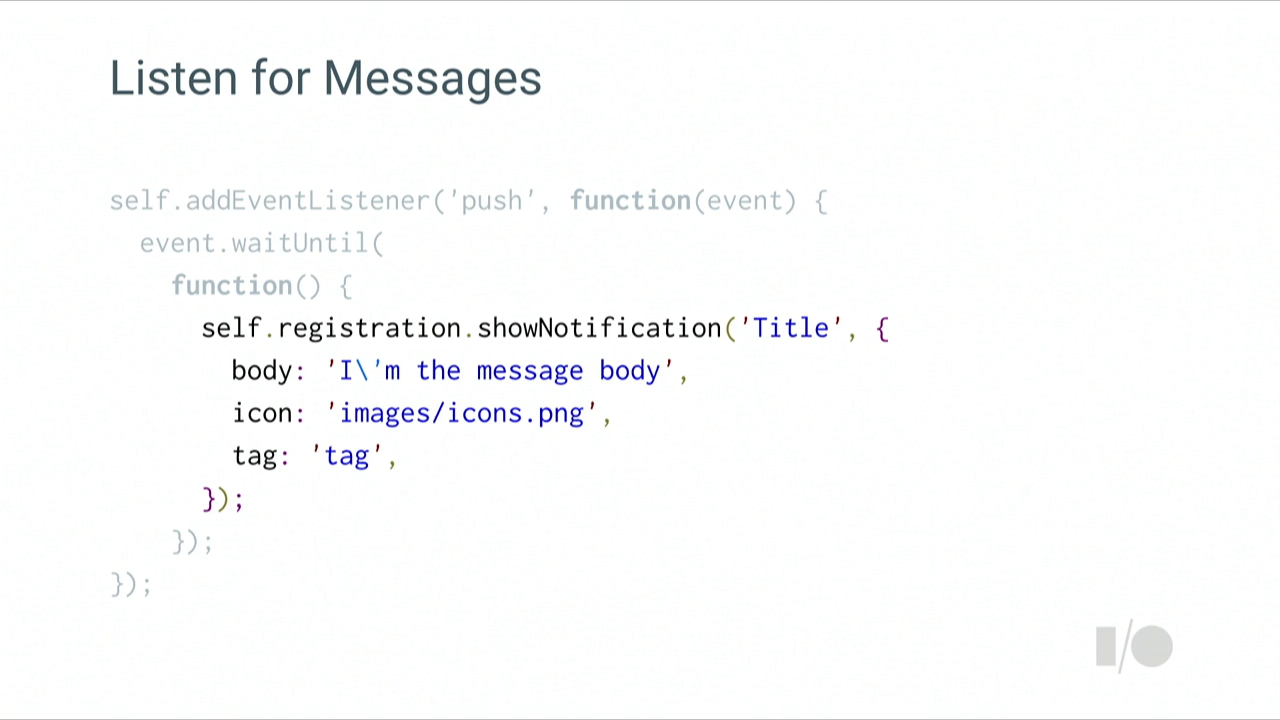 Listen for Messages
self.addEventListener('push', function(event) {
event.waitUntil(
function() {
self.registration.showNotification('Title', {
body: 'I\'m the message body',
icon: 'images/icons.png',
tag: 'tag',
});
});
});
I/O